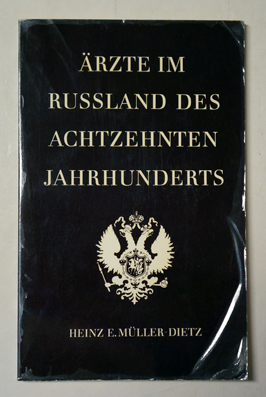 ÄRZTE IM
RUSSLAND DES
ACHTZEHNTEN
JAHRHUNDERTS
HEINZ E. MÜLLER-DIETZ